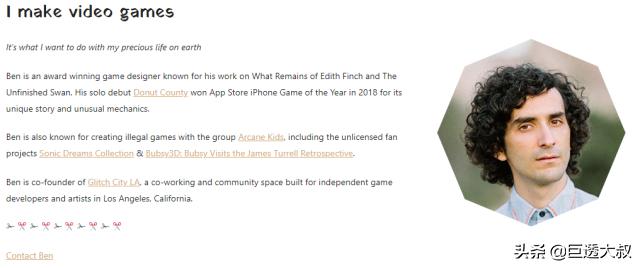 I make video games
It's what I want to do with my precious life on earth
Ben is an award winning game designer known for his work on What Remains of Edith Finch and The
Unfinished Swan. His solo debut Donut County won App Store iPhone Game of the Year in 2018 for its
unique story and unusual mechanics.
Ben is also known for creating illegal games with the group Arcane Kids, including the unlicensed fan
projects Sonic Dreams Collection & Bubsy3D: Bubsy Visits the James Turrell Retrospective.
Ben is co-founder of Glitch City LA, a co-working and community space built for independent game
developers and artists in Los Angeles, California.
Contact Ben
头条 @巨透大叔